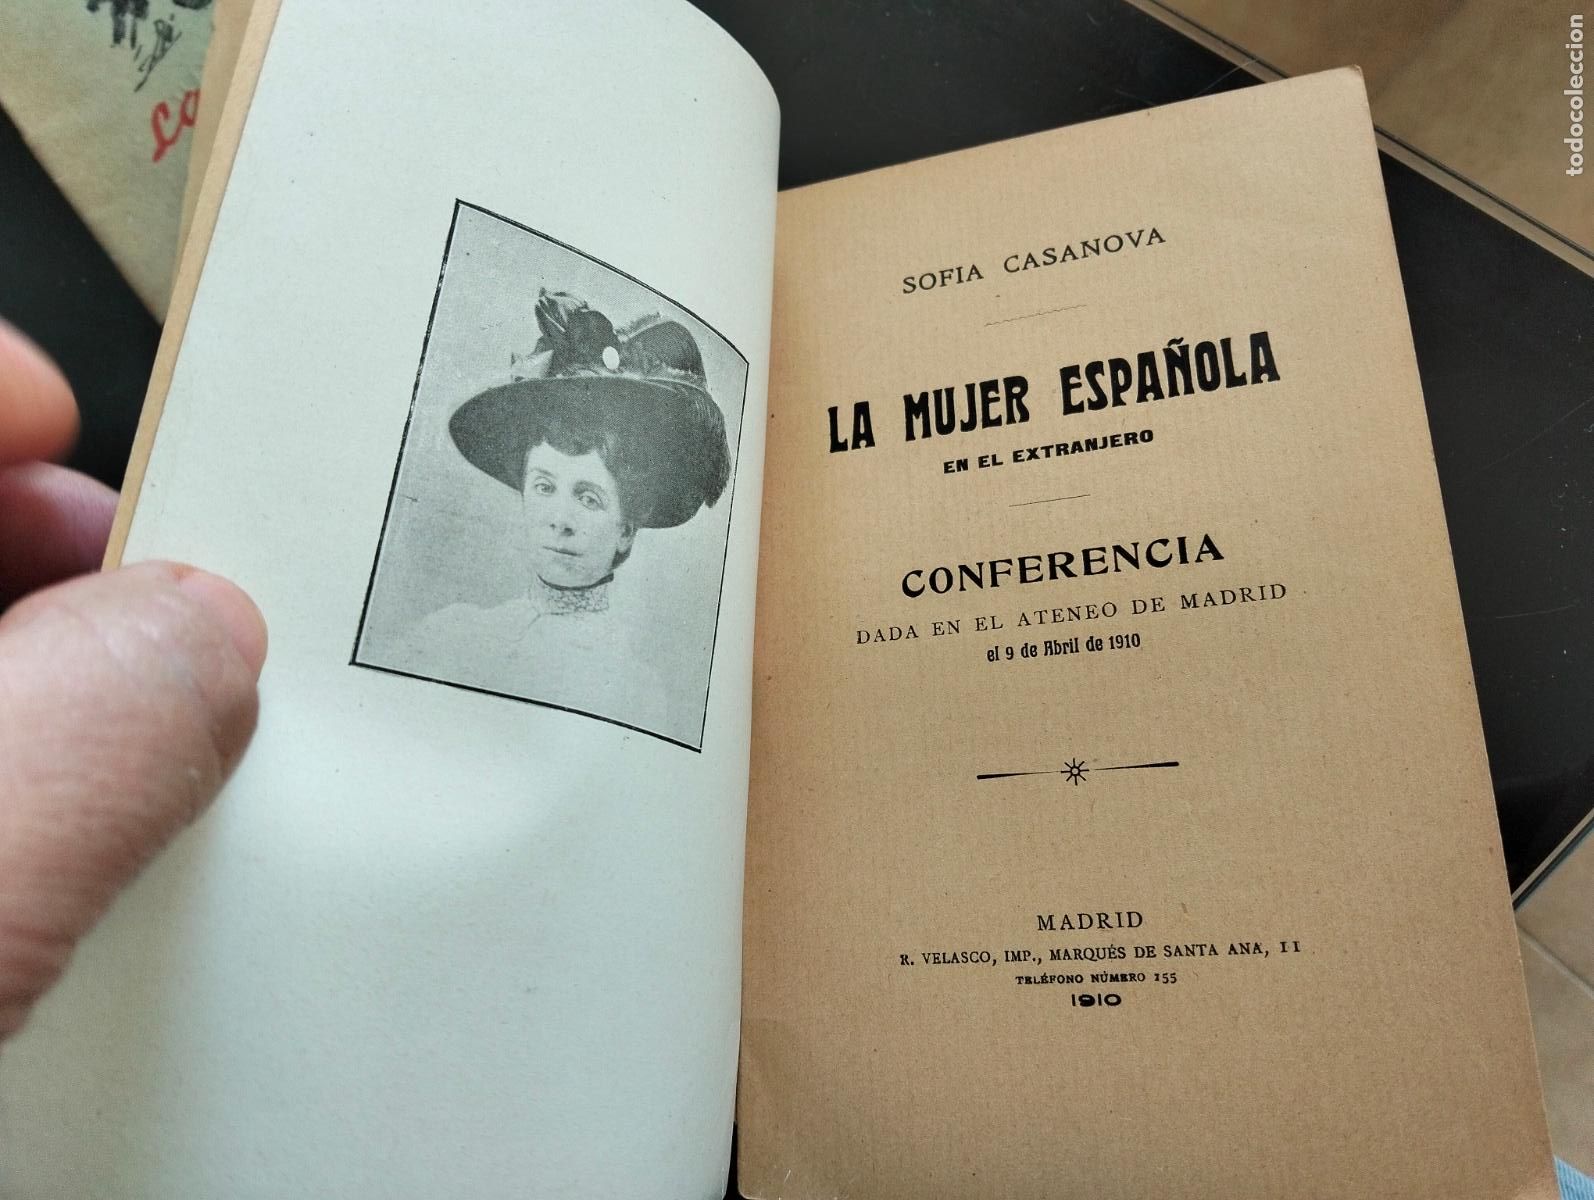 SOFIA CASANOVA
LA MUJER ESPAÑOLA
EN EL EXTRANJERO
CONFERENCIA
DADA EN EL ATENEO DE MADRID
el 9 de Abril de 1910
MADRID
R. VELASCO, IMP., MARQUÉS DE SANTA ANA, 11
TELÉFONO NÚMERO 155
1910
todocoleccion